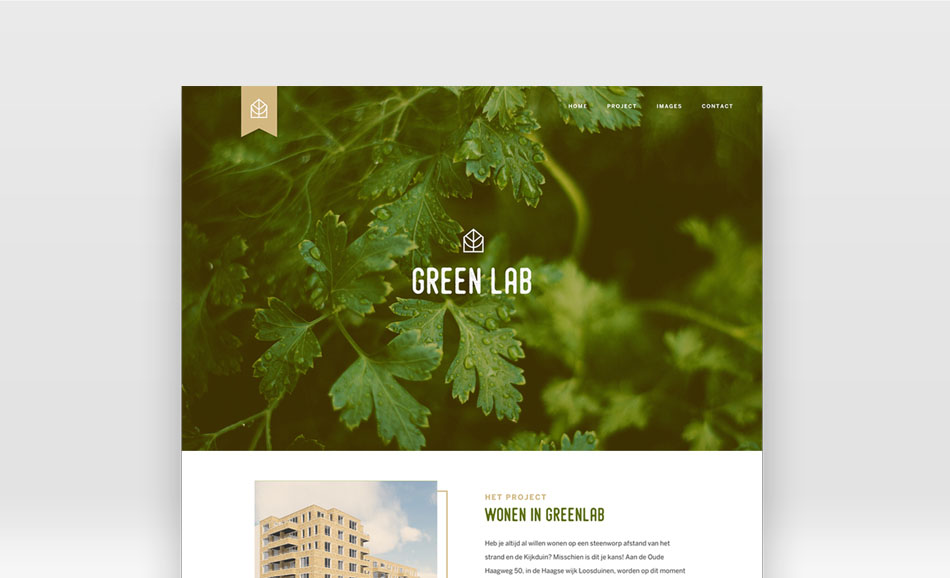 HOME PROJECT IMAGES CONTACT
GREEN LAB
HET PROJECT
WONEN IN GREENLAB
Heb je altijd al willen wonen op een steenworp afstand van het
strand en de Kijkduin? Misschien is dit je kans! Aan de Oude
Haagweg 50, in de Haagse wijk Loosduinen, worden op dit moment